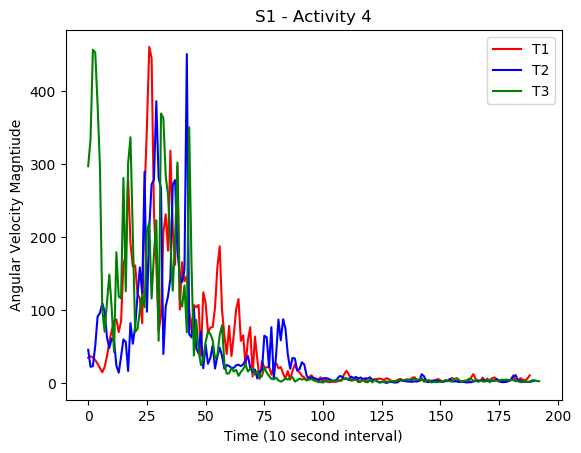 S1 - Activity 4
T1
T2
T3
Angular Velocity Magntiude
400
300
200
100
0
0 25 50 75 100 125 150 175 200
Time (10 second interval)